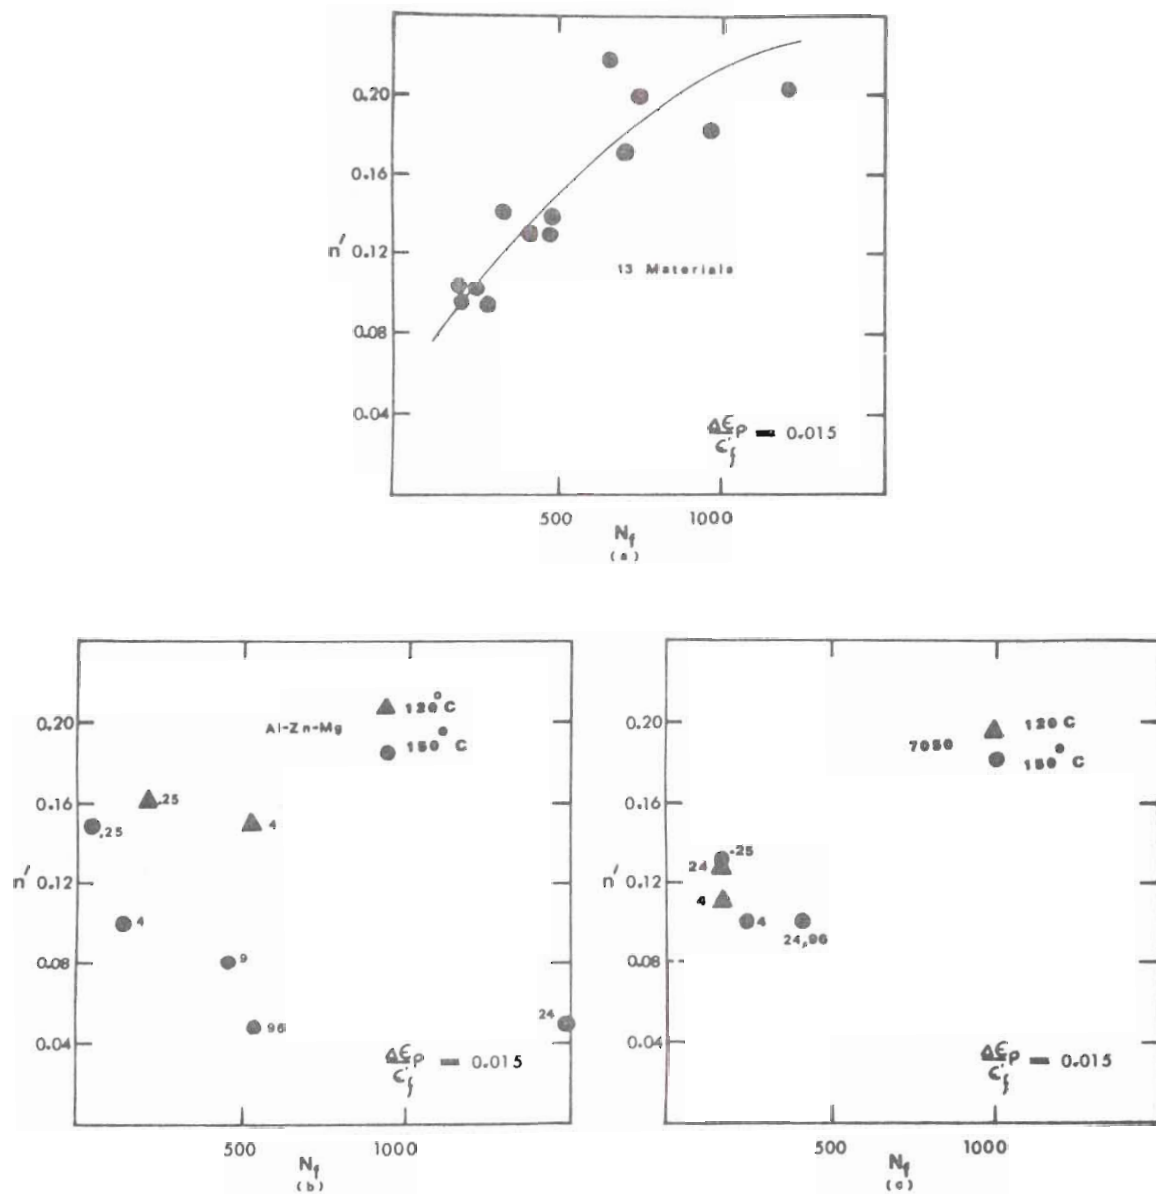 0.20
0.16
n′ 0.12
13 Materials
0.08
0.04
Δϵp/ϵ′f = 0.015
500 1000
Nf
(a)
120°C
0.20
Al-Zn-Mg
150°C
0.16
.25
4
.25
n′ 0.12
4
0.08
9
96
24
0.04
Δϵp/ϵ′f = 0.015
500 1000
Nf
(b)
120C
0.20
7050
150°C
0.16
.25
24
n′ 0.12
4
4
24,96
0.08
0.04
Δϵp/ϵ′f = 0.015
500 1000
Nf
(c)